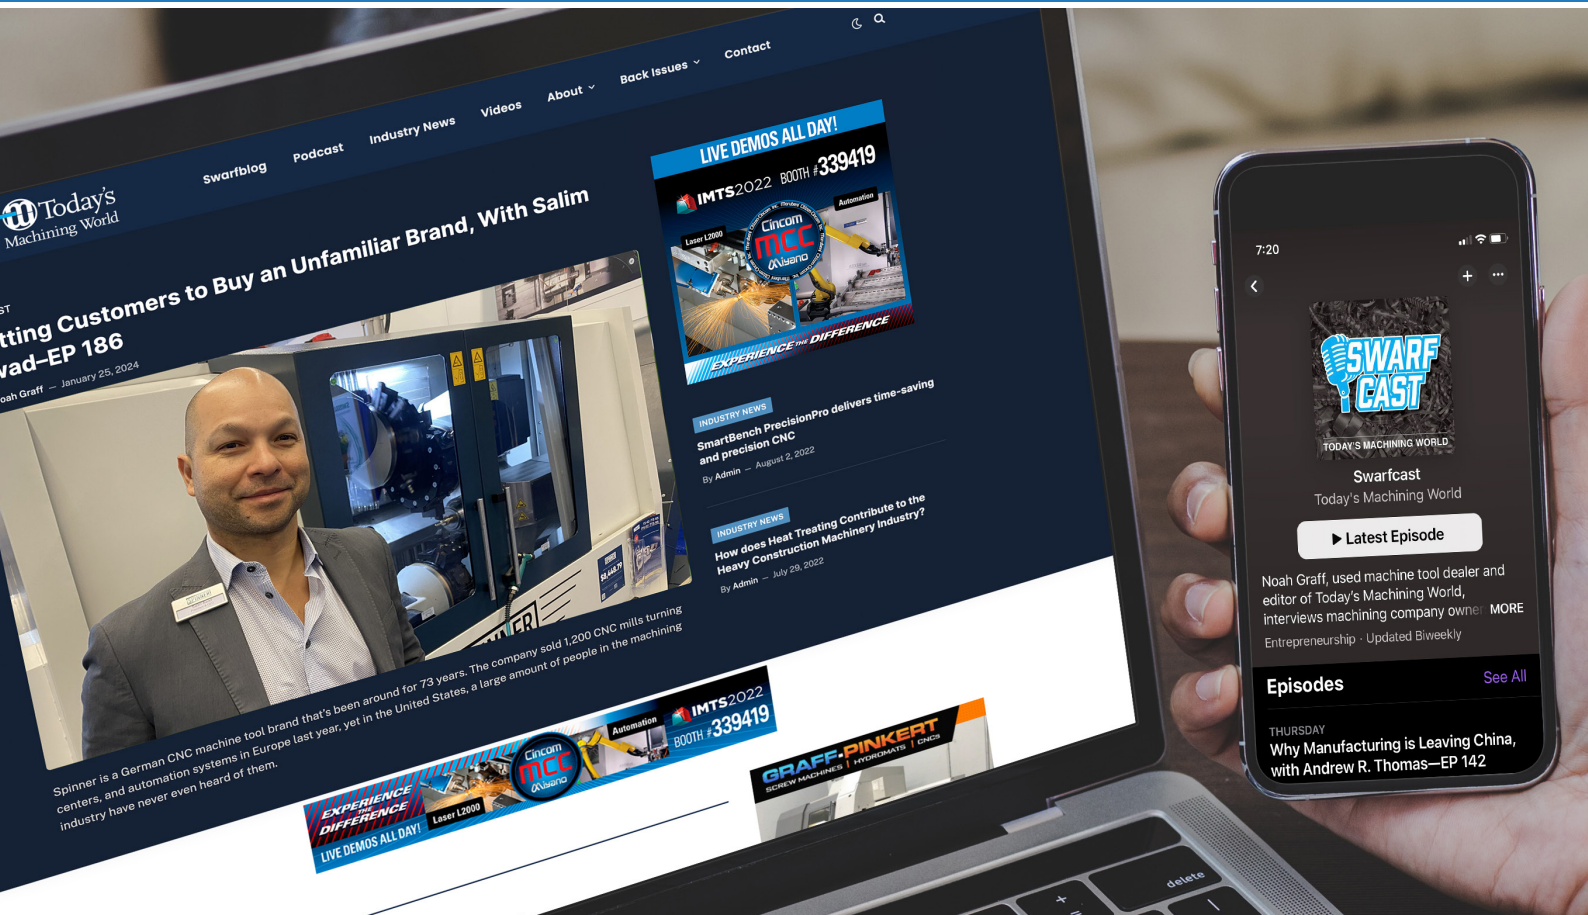 Swarfblog
Podcast
Industry News
Videos
About
Back Issues
Contact
Today's
Machining World
ST
tting Customers to Buy an Unfamiliar Brand, With Salim
wad–EP 186
oah Graff — January 25, 2024
Spinner is a German CNC machine tool brand that's been around for 73 years. The company sold 1,200 CNC mills turning
centers, and automation systems in Europe last year, yet in the United States, a large amount of people in the machining
industry have never even heard of them.
LIVE DEMOS ALL DAY!
IMTS2022 BOOTH #339419
Laser L2000
Automation
Cincom
MCC
Miyano
EXPERIENCE THE DIFFERENCE
INDUSTRY NEWS
SmartBench PrecisionPro delivers time-saving
and precision CNC
By Admin — August 2, 2022
INDUSTRY NEWS
How does Heat Treating Contribute to the
Heavy Construction Machinery Industry?
By Admin — July 29, 2022
EXPERIENCE
THE
DIFFERENCE
LIVE DEMOS ALL DAY!
Laser L2000
Cincom
MCC
Miyano
Automation
IMTS2022
BOOTH #339419
GRAFF-PINKERT
SCREW MACHINES | HYDROMATS | CNCS
delete
7:20
SWARF
CAST
TODAY'S MACHINING WORLD
Swarfcast
Today's Machining World
Latest Episode
Noah Graff, used machine tool dealer and
editor of Today's Machining World,
interviews machining company owner MORE
Entrepreneurship · Updated Biweekly
Episodes
See All
THURSDAY
Why Manufacturing is Leaving China,
with Andrew R. Thomas—EP 142